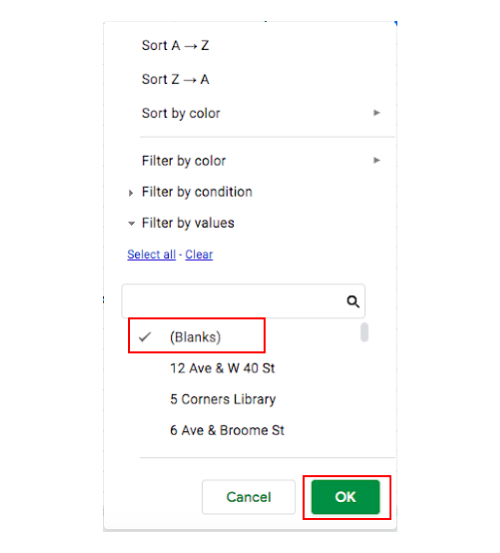 Sort A → Z
Sort Z → A
Sort by color
Filter by color
Filter by condition
Filter by values
Select all - Clear
(Blanks)
12 Ave & W 40 St
5 Corners Library
6 Ave & Broome St
Cancel OK